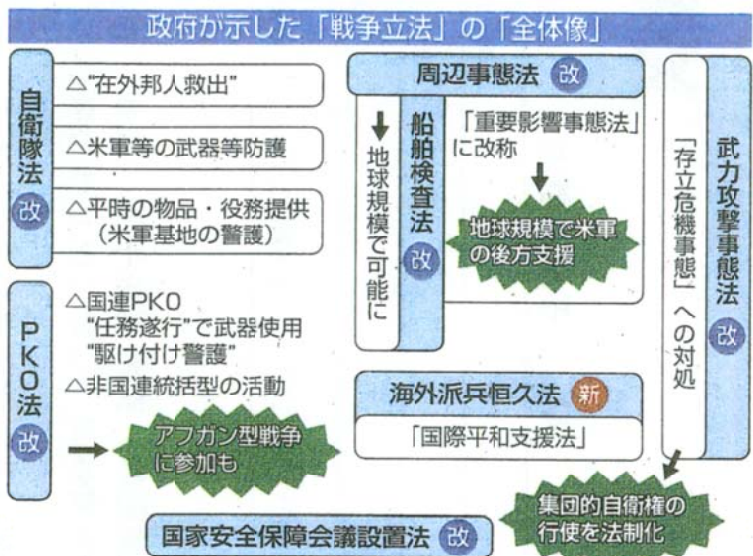 政府が示した「戦争立法」の「全体像」
自衛隊法
改
△“在外邦人救出”
△米軍等の武器等防護
△平時の物品・役務提供
(米軍基地の警護)
PKO法
改
△国連PKO
“任務遂行”で武器使用
“駆け付け警護”
△非国連統括型の活動
アフガン型戦争
に参加も
周辺事態法 改
船舶検査法
改
地球規模で可能に
「重要影響事態法」
に改称
地球規模で米軍
の後方支援
海外派兵恒久法 新
「国際平和支援法」
武力攻撃事態法
改
「存立危機事態」への対処
集団的自衛権の
行使を法制化
国家安全保障会議設置法 改